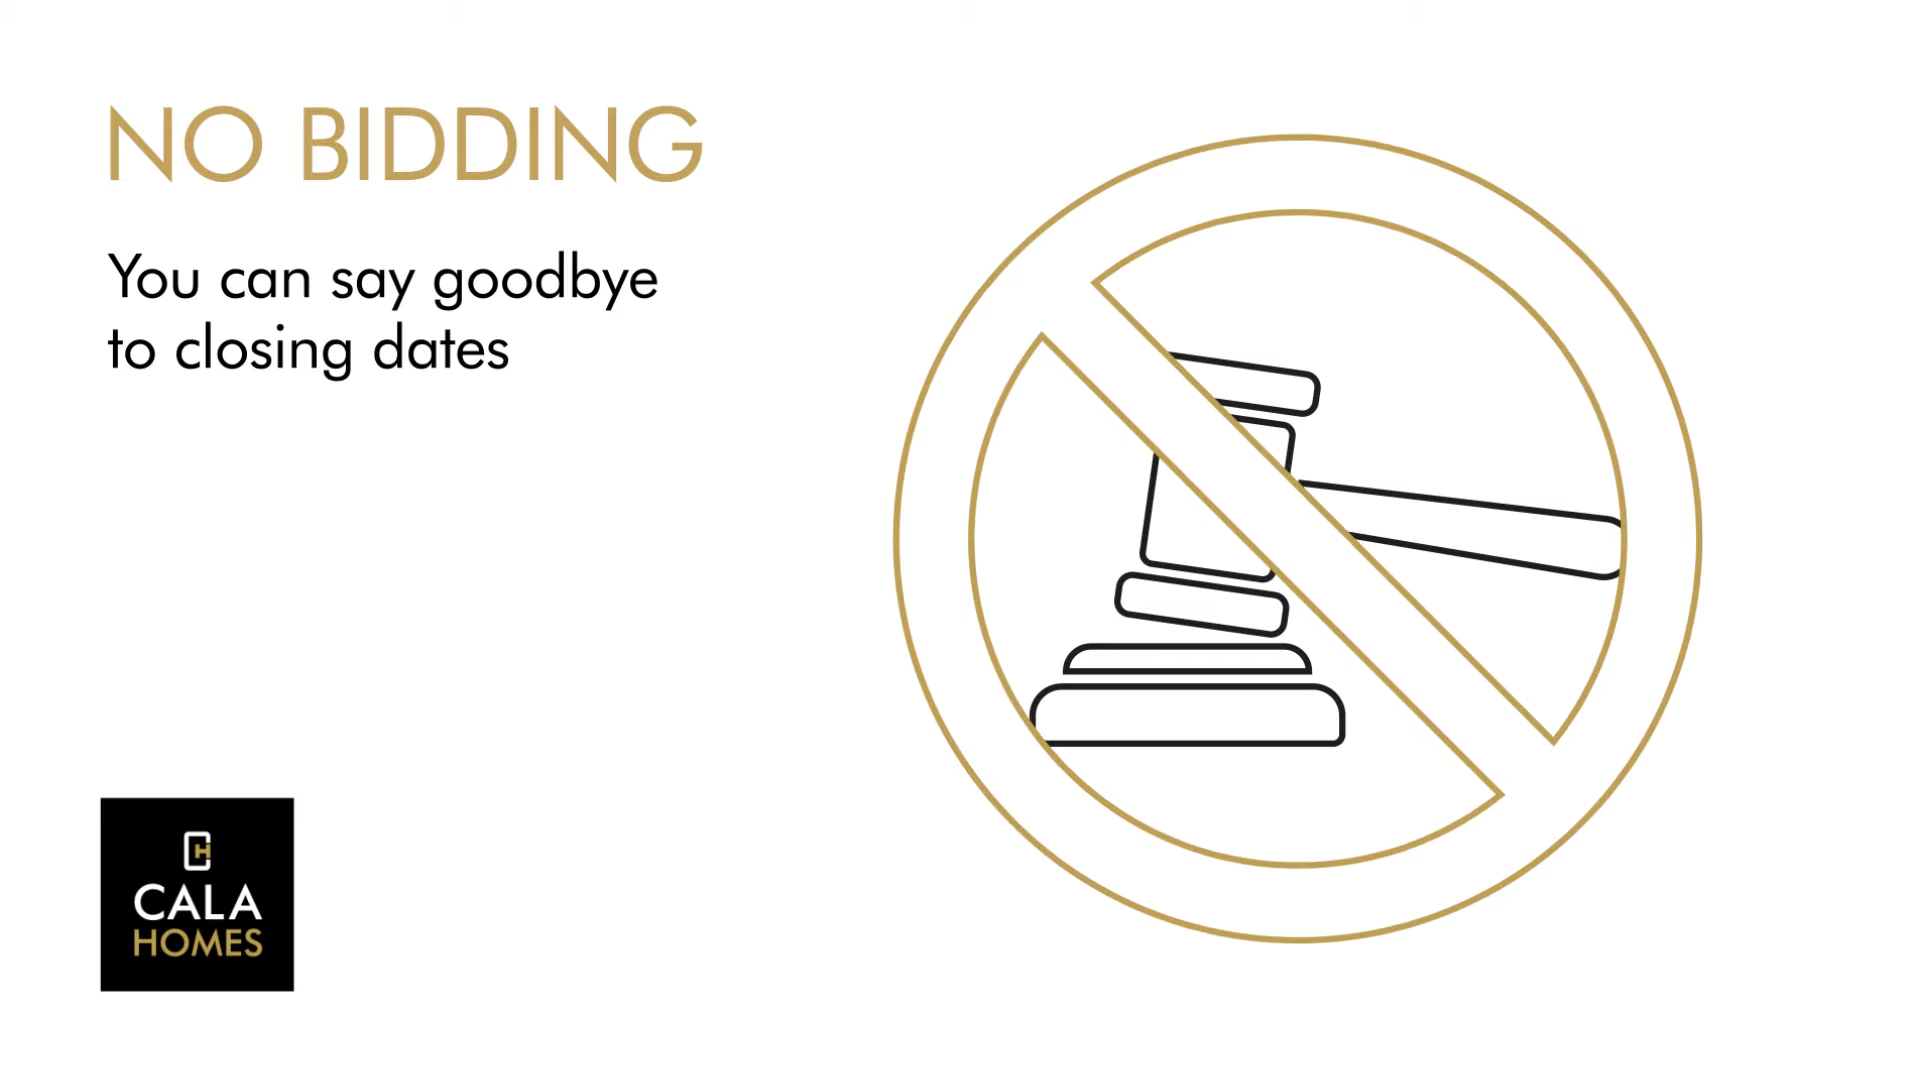 NO BIDDING
You can say goodbye
to closing dates
CALA
HOMES